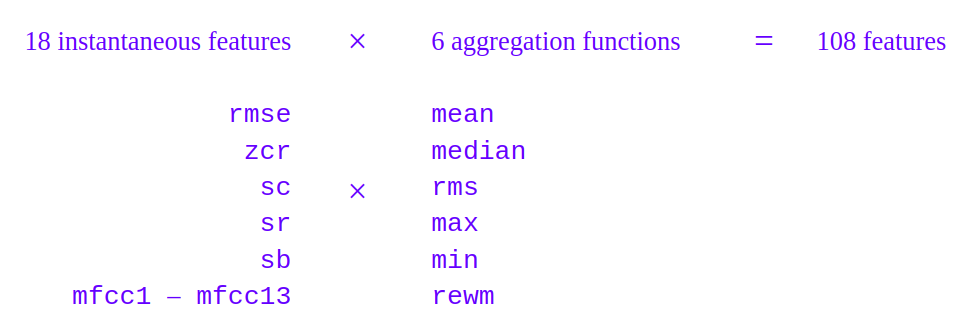 18 instantaneous features × 6 aggregation functions = 108 features
rmse mean
zcr median
sc × rms
sr max
sb min
mfcc1 – mfcc13 rewm